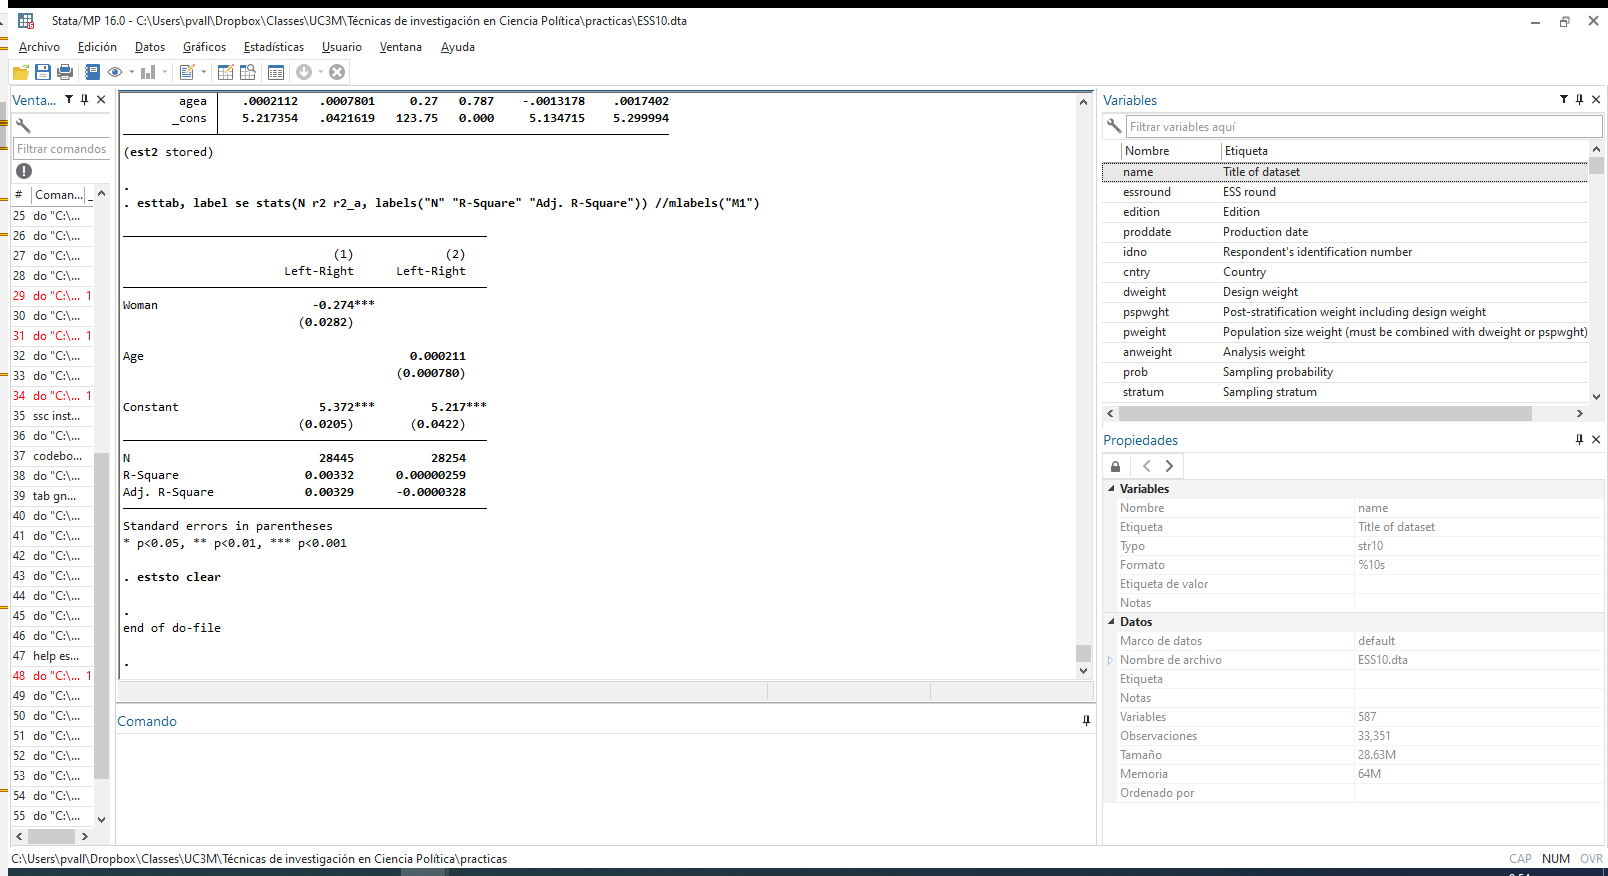 Stata/MP 16.0 - C:\Users\pvall\Dropbox\Classes\UC3M\Técnicas de investigación en Ciencia Política\practicas\ESS10.dta
Archivo Edición Datos Gráficos Estadísticas Usuario Ventana Ayuda
Venta...
Filtrar comandos
# Coman...
25 do "C:\...
26 do "C:\...
27 do "C:\...
28 do "C:\...
29 do "C:\... 1
30 do "C:\...
31 do "C:\... 1
32 do "C:\...
33 do "C:\...
34 do "C:\... 1
35 ssc inst...
36 do "C:\...
37 codebo...
38 do "C:\...
39 tab gn...
40 do "C:\...
41 do "C:\...
42 do "C:\...
43 do "C:\...
44 do "C:\...
45 do "C:\...
46 do "C:\...
47 help es...
48 do "C:\... 1
49 do "C:\...
50 do "C:\...
51 do "C:\...
52 do "C:\...
53 do "C:\...
54 do "C:\...
55 do "C:\...
agea .0002112 .0007801 0.27 0.787 -.0013178 .0017402
_cons 5.217354 .0421619 123.75 0.000 5.134715 5.299994
(est2 stored)
.
. esttab, label se stats(N r2 r2_a, labels("N" "R-Square" "Adj. R-Square")) //mlabels("M1")
(1) (2)
Left-Right Left-Right
Woman -0.274***
(0.0282)
Age 0.000211
(0.000780)
Constant 5.372*** 5.217***
(0.0205) (0.0422)
N 28445 28254
R-Square 0.00332 0.00000259
Adj. R-Square 0.00329 -0.0000328
Standard errors in parentheses
* p<0.05, ** p<0.01, *** p<0.001
. eststo clear
.
end of do-file
.
Comando
Variables
Filtrar variables aquí
Nombre Etiqueta
name Title of dataset
essround ESS round
edition Edition
proddate Production date
idno Respondent's identification number
cntry Country
dweight Design weight
pspwght Post-stratification weight including design weight
pweight Population size weight (must be combined with dweight or pspwght)
anweight Analysis weight
prob Sampling probability
stratum Sampling stratum
Propiedades
Variables
Nombre name
Etiqueta Title of dataset
Typo str10
Formato %10s
Etiqueta de valor
Notas
Datos
Marco de datos default
Nombre de archivo ESS10.dta
Etiqueta
Notas
Variables 587
Observaciones 33,351
Tamaño 28.63M
Memoria 64M
Ordenado por
C:\Users\pvall\Dropbox\Classes\UC3M\Técnicas de investigación en Ciencia Política\practicas
CAP NUM OVR